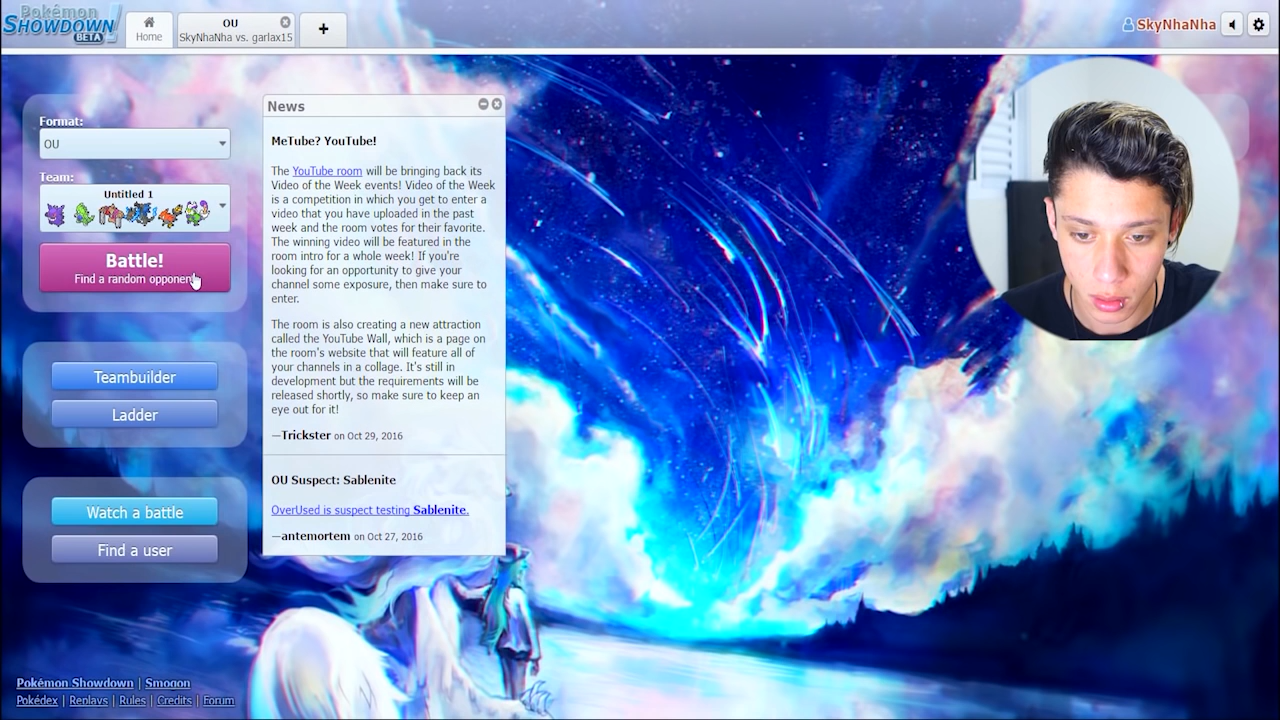 Pokémon
SHOWDOWN!
BETA
Home
OU
SkyNhaNha vs. garlax15
+
SkyNhaNha
Format:
OU
Team:
Untitled 1
Battle!
Find a random opponent
Teambuilder
Ladder
Watch a battle
Find a user
News
MeTube? YouTube!
The YouTube room will be bringing back its
Video of the Week events! Video of the Week
is a competition in which you get to enter a
video that you have uploaded in the past
week and the room votes for their favorite.
The winning video will be featured in the
room intro for a whole week! If you're
looking for an opportunity to give your
channel some exposure, then make sure to
enter.
The room is also creating a new attraction
called the YouTube Wall, which is a page on
the room's website that will feature all of
your channels in a collage. It's still in
development but the requirements will be
released shortly, so make sure to keep an
eye out for it!
—Trickster on Oct 29, 2016
OU Suspect: Sablenite
OverUsed is suspect testing Sablenite.
—antemortem on Oct 27, 2016
Pokémon Showdown | Smogon
Pokédex | Replays | Rules | Credits | Forum